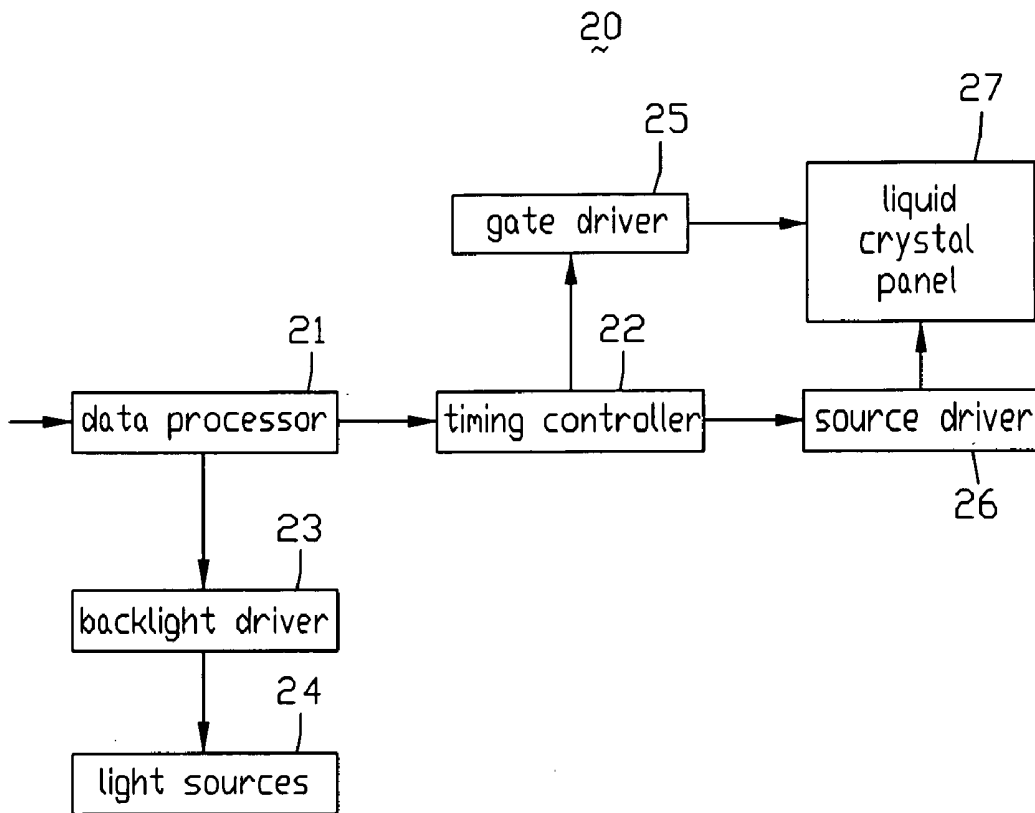 20
27
25
liquid
crystal
panel
gate driver
21
22
data processor
timing controller
source driver
26
23
backlight driver
24
light sources